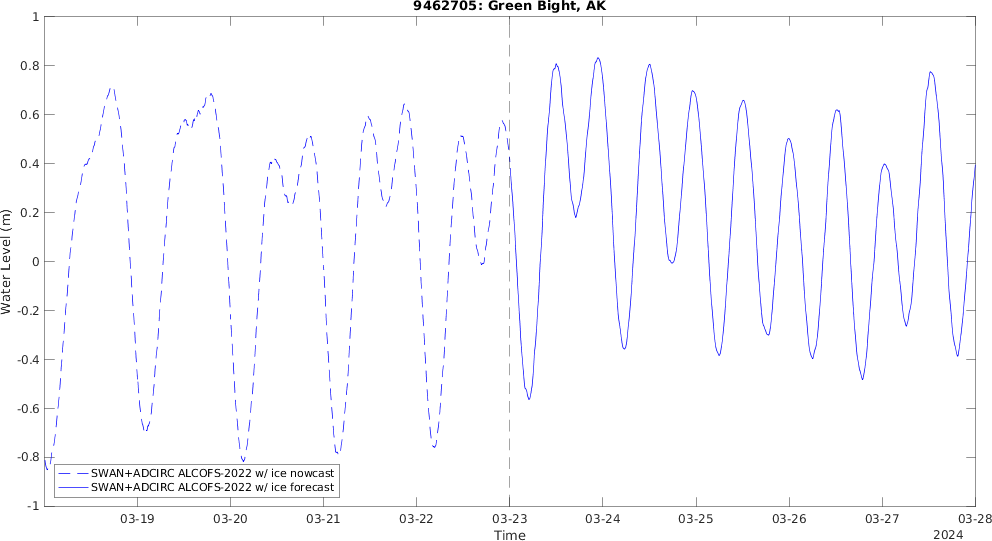 9462705: Green Bight, AK
1
0.8
0.6
0.4
0.2
0
-0.2
-0.4
-0.6
-0.8
-1
Water Level (m)
SWAN+ADCIRC ALCOFS-2022 w/ ice nowcast
SWAN+ADCIRC ALCOFS-2022 w/ ice forecast
03-19 03-20 03-21 03-22 03-23 03-24 03-25 03-26 03-27 03-28
Time
2024